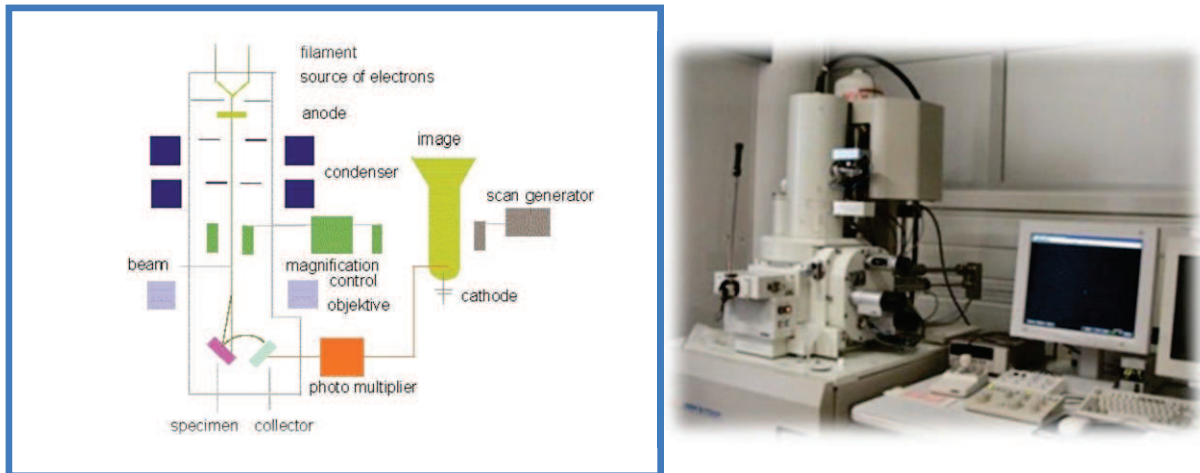 filament
source of electrons
anode
image
condenser
scan generator
beam
magnification
control
objektive
cathode
photo multiplier
specimen
collector